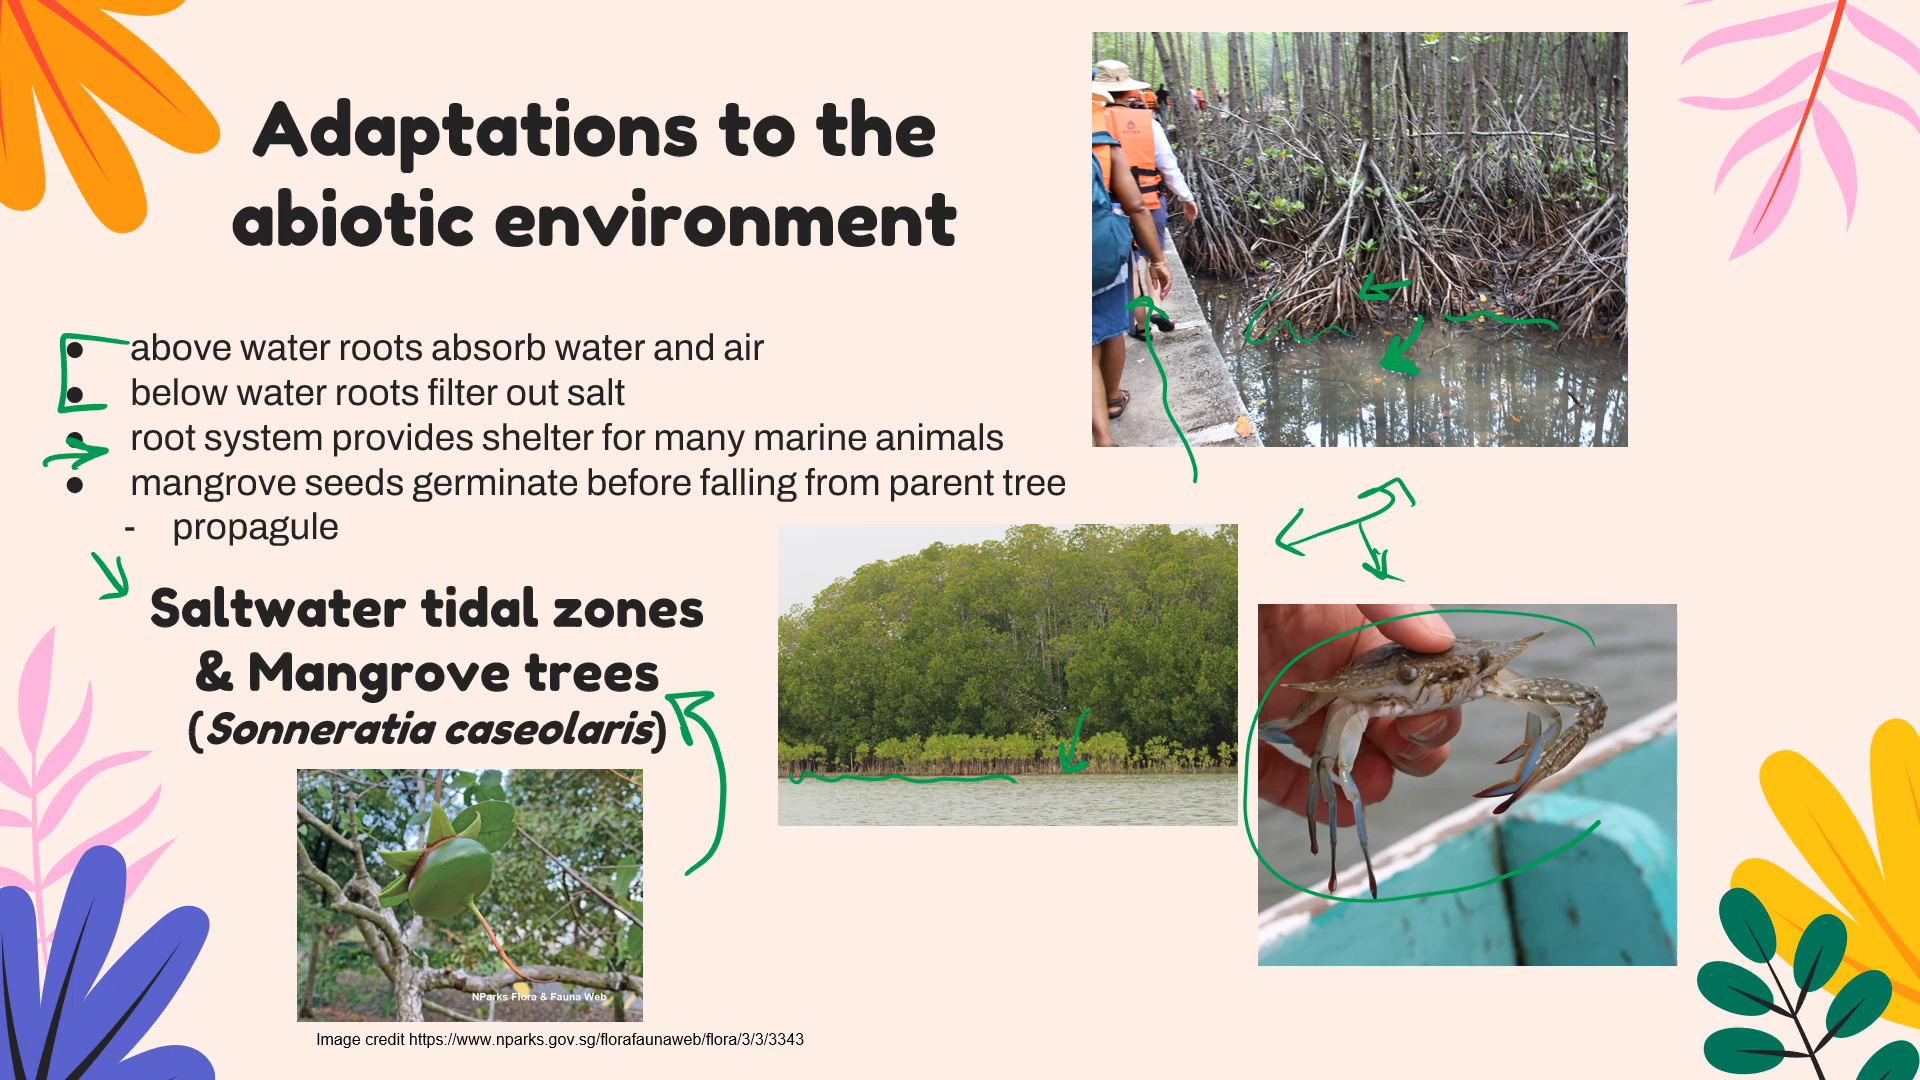 Adaptations to the
abiotic environment
● above water roots absorb water and air
● below water roots filter out salt
● root system provides shelter for many marine animals
● mangrove seeds germinate before falling from parent tree
- propagule
Saltwater tidal zones
& Mangrove trees
(Sonneratia caseolaris)
NParks Flora & Fauna Web
Image credit https://www.nparks.gov.sg/florafaunaweb/flora/3/3/3343